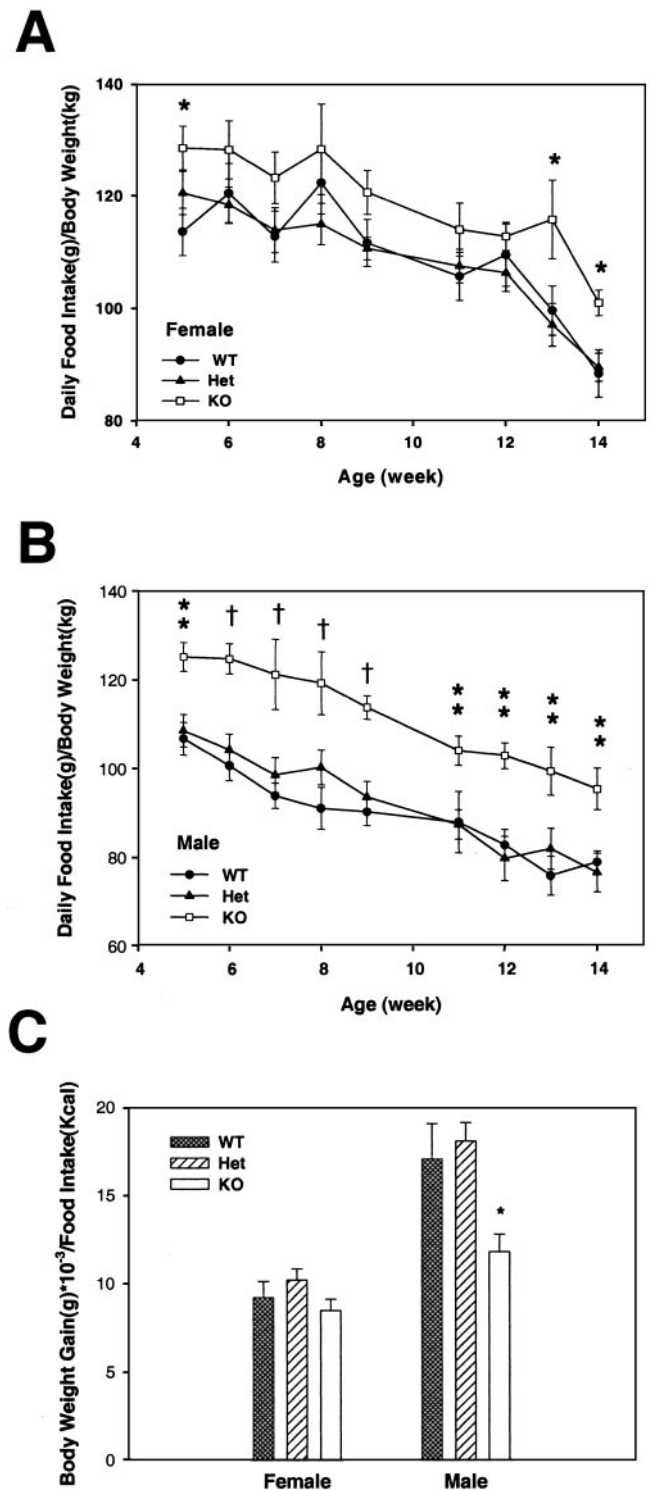 A
Daily Food Intake(g)/Body Weight(kg)
140
120
100
80
*
*
*
Female
WT
Het
KO
4 6 8 10 12 14
Age (week)
B
Daily Food Intake(g)/Body Weight(kg)
140
120
100
80
60
* † † † † * * * *
* * * * *
Male
WT
Het
KO
4 6 8 10 12 14
Age (week)
C
Body Weight Gain(g)*10⁻³/Food Intake(Kcal)
20
15
10
5
0
WT
Het
KO
*
Female Male